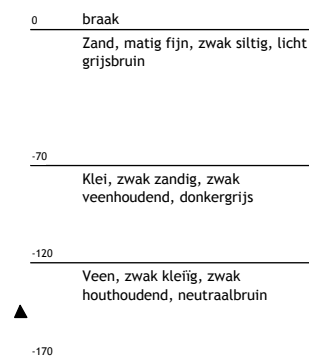 0 braak
Zand, matig fijn, zwak siltig, licht
grijsbruin
-70
Klei, zwak zandig, zwak
veenhoudend, donkergrijs
-120
Veen, zwak kleiïg, zwak
houthoudend, neutraalbruin
-170